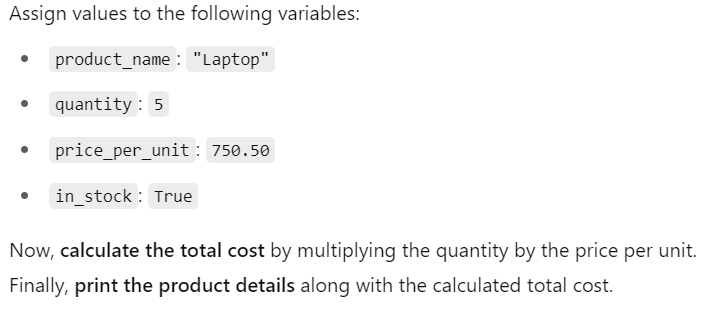 Assign values to the following variables:
• product_name: "Laptop"
• quantity: 5
• price_per_unit: 750.50
• in_stock: True
Now, calculate the total cost by multiplying the quantity by the price per unit.
Finally, print the product details along with the calculated total cost.